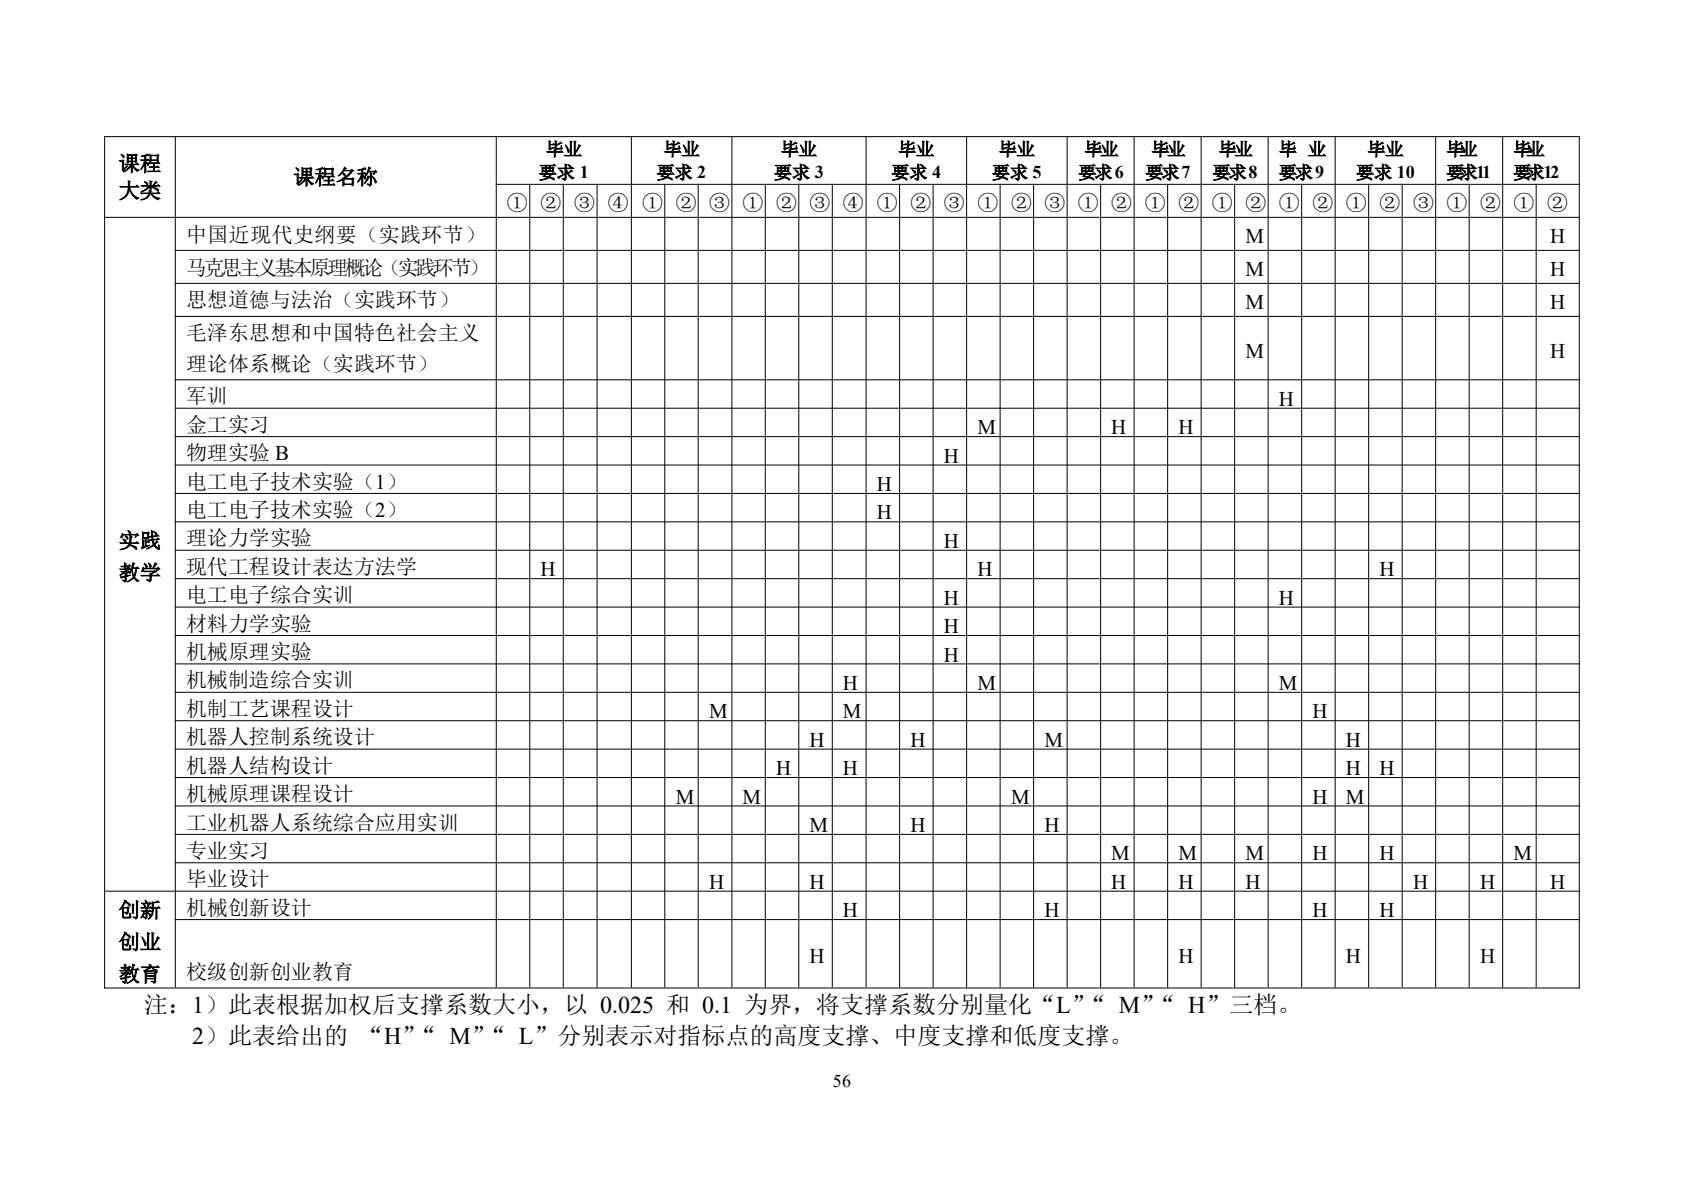 课程
大类
课程名称
毕业
要求 1
毕业
要求 2
毕业
要求 3
毕业
要求 4
毕业
要求 5
毕业
要求6
毕业
要求7
毕业
要求8
毕 业
要求9
毕业
要求 10
毕业
要求11
毕业
要求12
① ② ③ ④ ① ② ③ ① ② ③ ④ ① ② ③ ① ② ③ ① ② ① ② ① ② ① ② ① ② ③ ① ② ① ②
实践
教学
中国近现代史纲要（实践环节） M H
马克思主义基本原理概论（实践环节） M H
思想道德与法治（实践环节） M H
毛泽东思想和中国特色社会主义
理论体系概论（实践环节） M H
军训 H
金工实习 M H H
物理实验 B H
电工电子技术实验（1） H
电工电子技术实验（2） H
理论力学实验 H
现代工程设计表达方法学 H H H
电工电子综合实训 H H
材料力学实验 H
机械原理实验 H
机械制造综合实训 H M M
机制工艺课程设计 M M H
机器人控制系统设计 H H M H
机器人结构设计 H H H H
机械原理课程设计 M M M H M
工业机器人系统综合应用实训 M H H
专业实习 M M M H H M
毕业设计 H H H H H H H H
创新
创业
教育
机械创新设计 H H H H
校级创新创业教育 H H H H
注：1）此表根据加权后支撑系数大小，以 0.025 和 0.1 为界，将支撑系数分别量化“L”“ M”“ H”三档。
2）此表给出的 “H”“ M”“ L”分别表示对指标点的高度支撑、中度支撑和低度支撑。
56